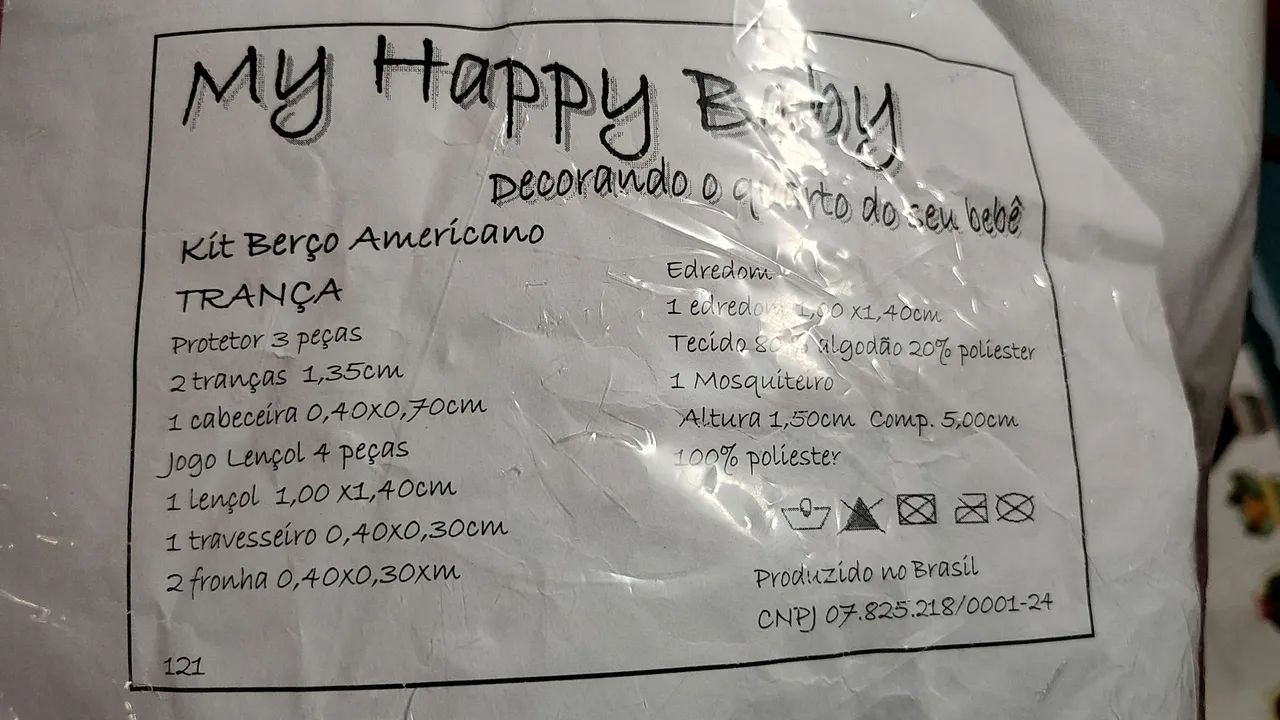 My Happy Baby
Decorando o quarto do seu bebê
Kit Berço Americano
TRANÇA
Protetor 3 peças
2 tranças 1,35cm
1 cabeceira 0,40x0,70cm
Jogo Lençol 4 peças
1 lençol 1,00 x1,40cm
1 travesseiro 0,40x0,30cm
2 fronha 0,40x0,30xm
121
Edredom
1 edredom 1,00 x1,40cm
Tecido 80% algodão 20% poliester
1 Mosquiteiro
Altura 1,50cm Comp. 5,00cm
100% poliester
Produzido no Brasil
CNPJ 07.825.218/0001-24